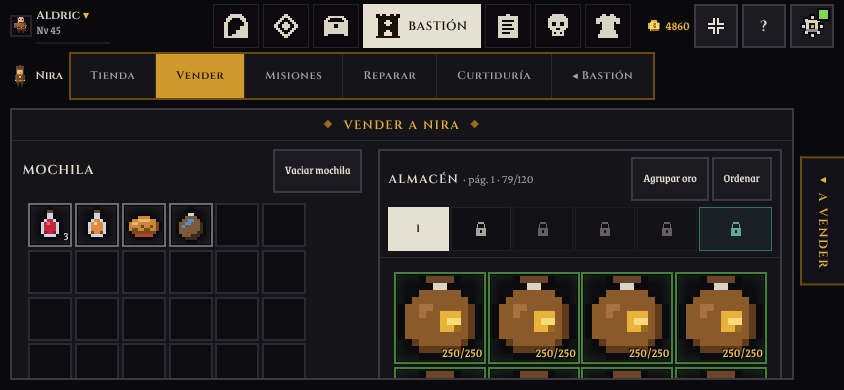 ALDRIC ▾
NV 45
BASTIÓN
4860
?
NIRA
TIENDA
VENDER
MISIONES
REPARAR
CURTIDURÍA
◂ BASTIÓN
◆ VENDER A NIRA ◆
MOCHILA
Vaciar mochila
3
ALMACÉN · pág. 1 · 79/120
Agrupar oro
Ordenar
1
250/250
250/250
250/250
250/250
◂ A VENDER